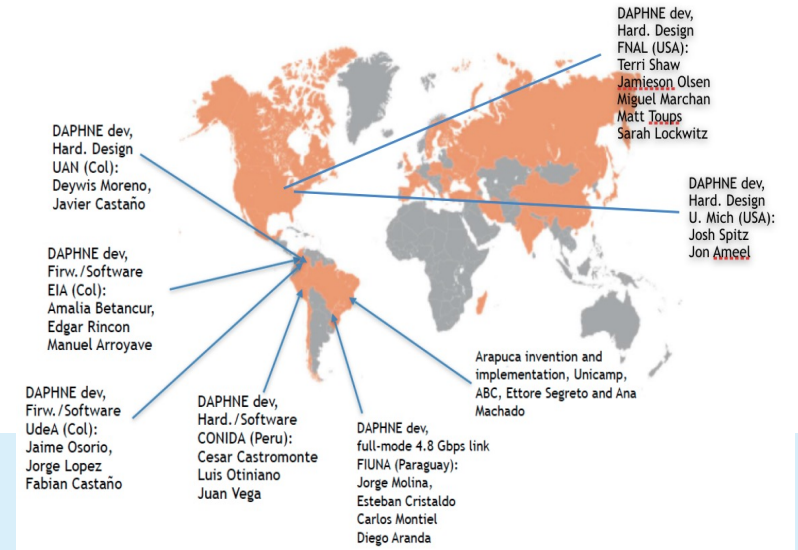 DAPHNE dev,
Hard. Design
FNAL (USA):
Terri Shaw
Jamieson Olsen
Miguel Marchan
Matt Toups
Sarah Lockwitz
DAPHNE dev,
Hard. Design
UAN (Col):
Deywis Moreno,
Javier Castaño
DAPHNE dev,
Hard. Design
U. Mich (USA):
Josh Spitz
Jon Ameel
DAPHNE dev,
Firw./Software
EIA (Col):
Amalia Betancur,
Edgar Rincon
Manuel Arroyave
Arapuca invention and
implementation, Unicamp,
ABC, Ettore Segreto and Ana
Machado
DAPHNE dev,
Firw./Software
UdeA (Col):
Jaime Osorio,
Jorge Lopez
Fabian Castaño
DAPHNE dev,
Hard./Software
CONIDA (Peru):
Cesar Castromonte
Luis Otiniano
Juan Vega
DAPHNE dev,
full-mode 4.8 Gbps link
FIUNA (Paraguay):
Jorge Molina,
Esteban Cristaldo
Carlos Montiel
Diego Aranda